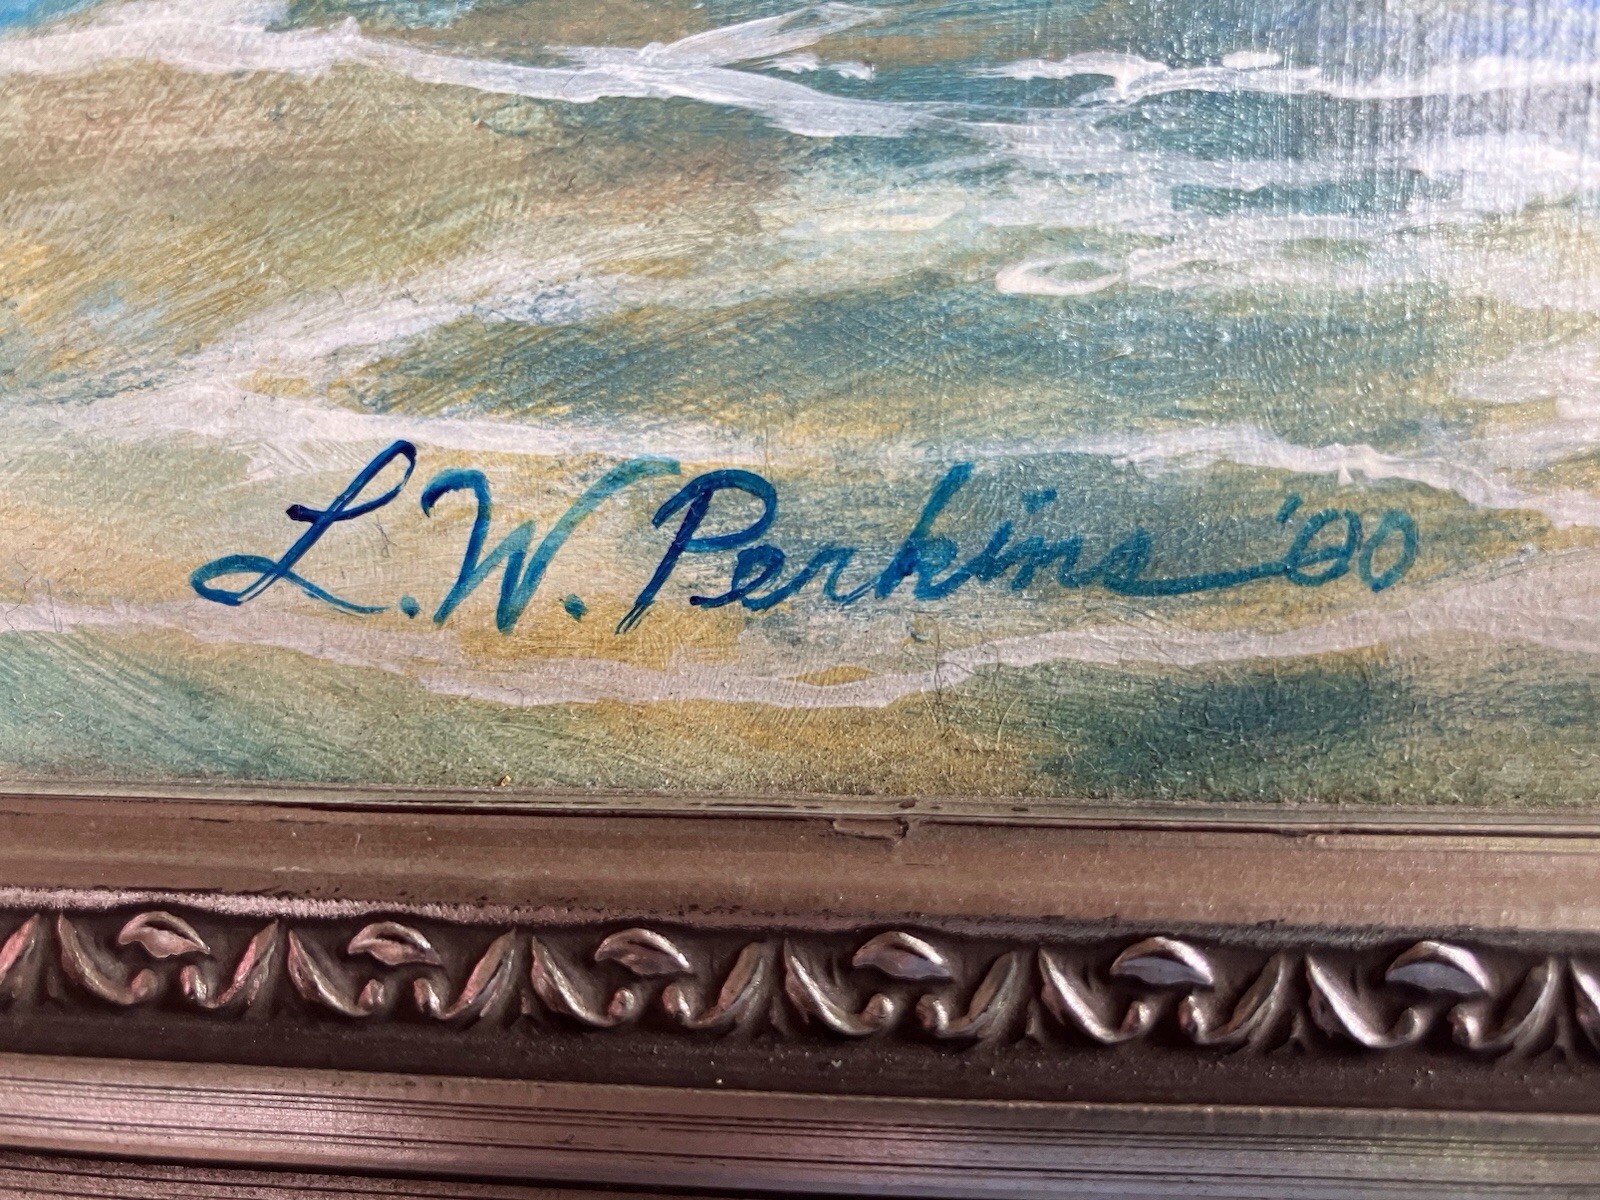 L. W. Perkins '00